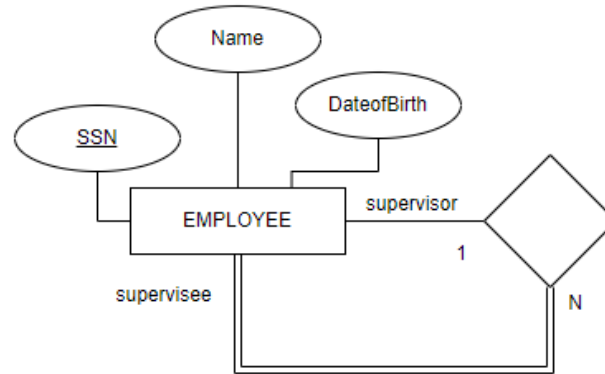 Name
DateofBirth
SSN
EMPLOYEE
supervisor
1
supervisee
N